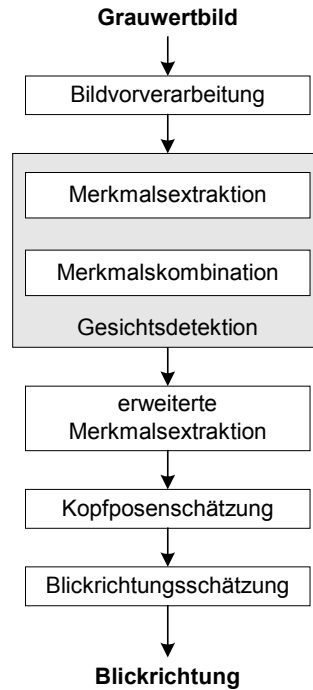 Grauwertbild
Bildvorverarbeitung
Merkmalsextraktion
Merkmalskombination
Gesichtsdetektion
erweiterte
Merkmalsextraktion
Kopfposenschätzung
Blickrichtungsschätzung
Blickrichtung